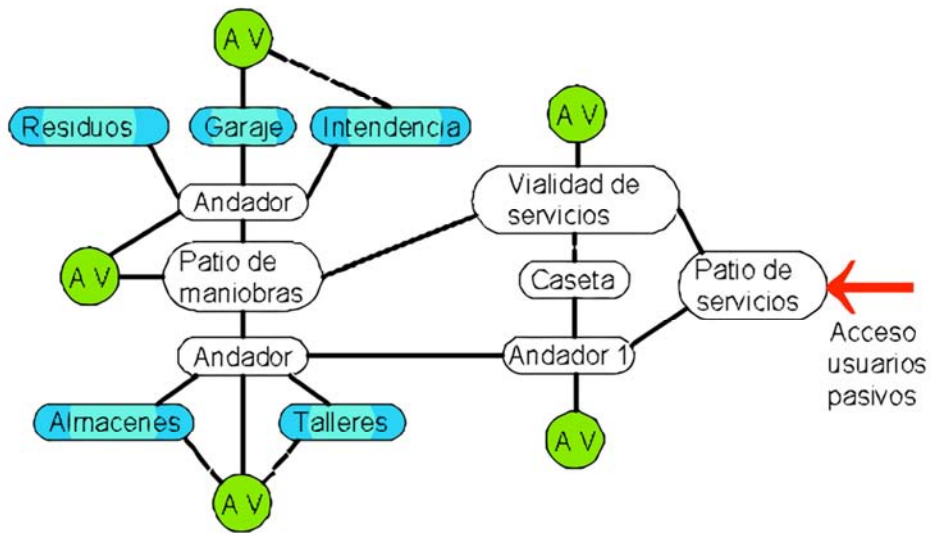 A V
Residuos
Garaje
Intendencia
A V
Vialidad de
servicios
Andador
A V
Patio de
maniobras
Caseta
Patio de
servicios
Acceso
usuarios
pasivos
Andador
Andador 1
Almacenes
Talleres
A V
A V